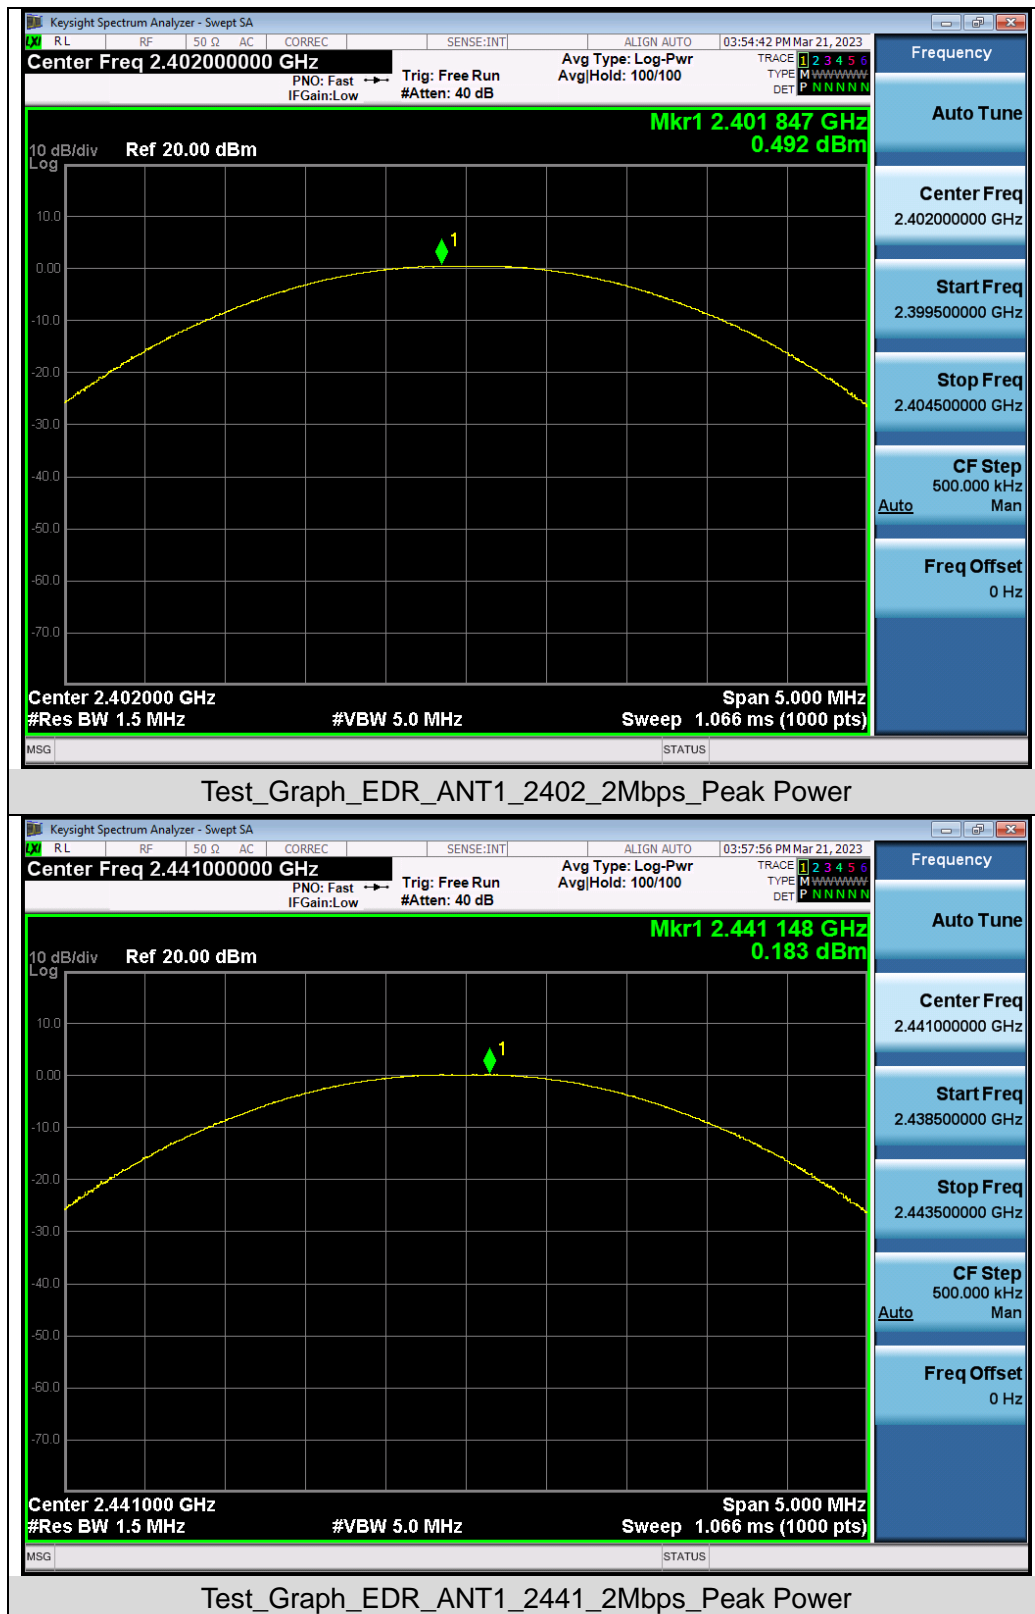 Keysight Spectrum Analyzer - Swept SA
LXI RL RF 50 Ω AC CORREC SENSE:INT ALIGN AUTO 03:54:42 PM Mar 21, 2023
Center Freq 2.402000000 GHz
PNO: Fast
IFGain:Low
Trig: Free Run
#Atten: 40 dB
Avg Type: Log-Pwr
Avg|Hold: 100/100
TRACE 1 2 3 4 5 6
TYPE M WWWWW
DET P N N N N N
Mkr1 2.401 847 GHz
0.492 dBm
10 dB/div Ref 20.00 dBm
Log
10.0
0.00
-10.0
-20.0
-30.0
-40.0
-50.0
-60.0
-70.0
1
Center 2.402000 GHz Span 5.000 MHz
#Res BW 1.5 MHz #VBW 5.0 MHz Sweep 1.066 ms (1000 pts)
MSG STATUS
Frequency
Auto Tune
Center Freq
2.402000000 GHz
Start Freq
2.399500000 GHz
Stop Freq
2.404500000 GHz
CF Step
500.000 kHz
Auto Man
Freq Offset
0 Hz
Test_Graph_EDR_ANT1_2402_2Mbps_Peak Power
Keysight Spectrum Analyzer - Swept SA
LXI RL RF 50 Ω AC CORREC SENSE:INT ALIGN AUTO 03:57:56 PM Mar 21, 2023
Center Freq 2.441000000 GHz
PNO: Fast
IFGain:Low
Trig: Free Run
#Atten: 40 dB
Avg Type: Log-Pwr
Avg|Hold: 100/100
TRACE 1 2 3 4 5 6
TYPE M WWWWW
DET P N N N N N
Mkr1 2.441 148 GHz
0.183 dBm
10 dB/div Ref 20.00 dBm
Log
10.0
0.00
-10.0
-20.0
-30.0
-40.0
-50.0
-60.0
-70.0
1
Center 2.441000 GHz Span 5.000 MHz
#Res BW 1.5 MHz #VBW 5.0 MHz Sweep 1.066 ms (1000 pts)
MSG STATUS
Frequency
Auto Tune
Center Freq
2.441000000 GHz
Start Freq
2.438500000 GHz
Stop Freq
2.443500000 GHz
CF Step
500.000 kHz
Auto Man
Freq Offset
0 Hz
Test_Graph_EDR_ANT1_2441_2Mbps_Peak Power